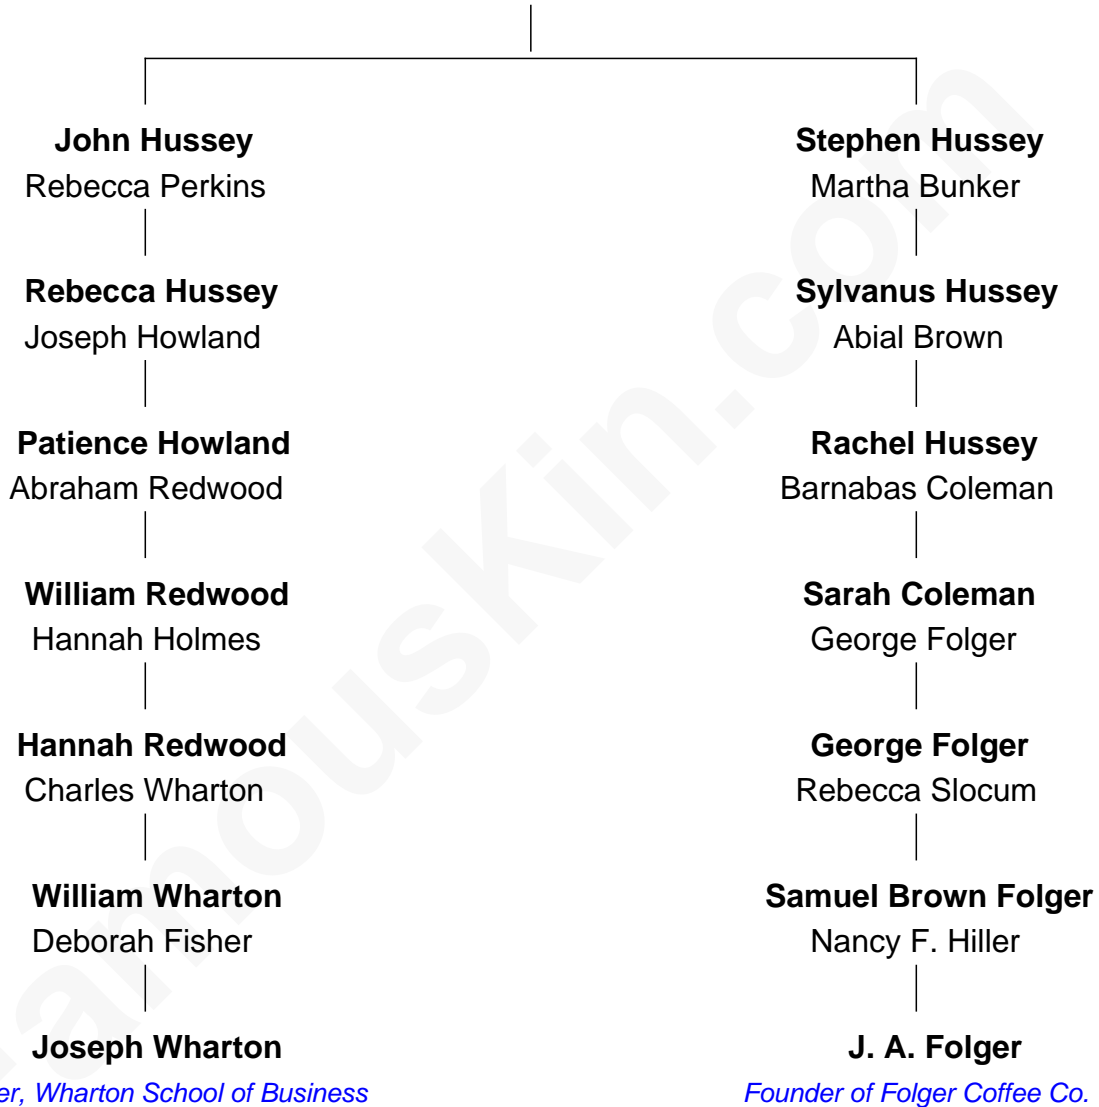 John Hussey
Rebecca Perkins
Rebecca Hussey
Joseph Howland
Patience Howland
Abraham Redwood
William Redwood
Hannah Holmes
Hannah Redwood
Charles Wharton
William Wharton
Deborah Fisher
Joseph Wharton
er, Wharton School of Business
Stephen Hussey
Martha Bunker
Sylvanus Hussey
Abial Brown
Rachel Hussey
Barnabas Coleman
Sarah Coleman
George Folger
George Folger
Rebecca Slocum
Samuel Brown Folger
Nancy F. Hiller
J. A. Folger
Founder of Folger Coffee Co.
FamousKin.com